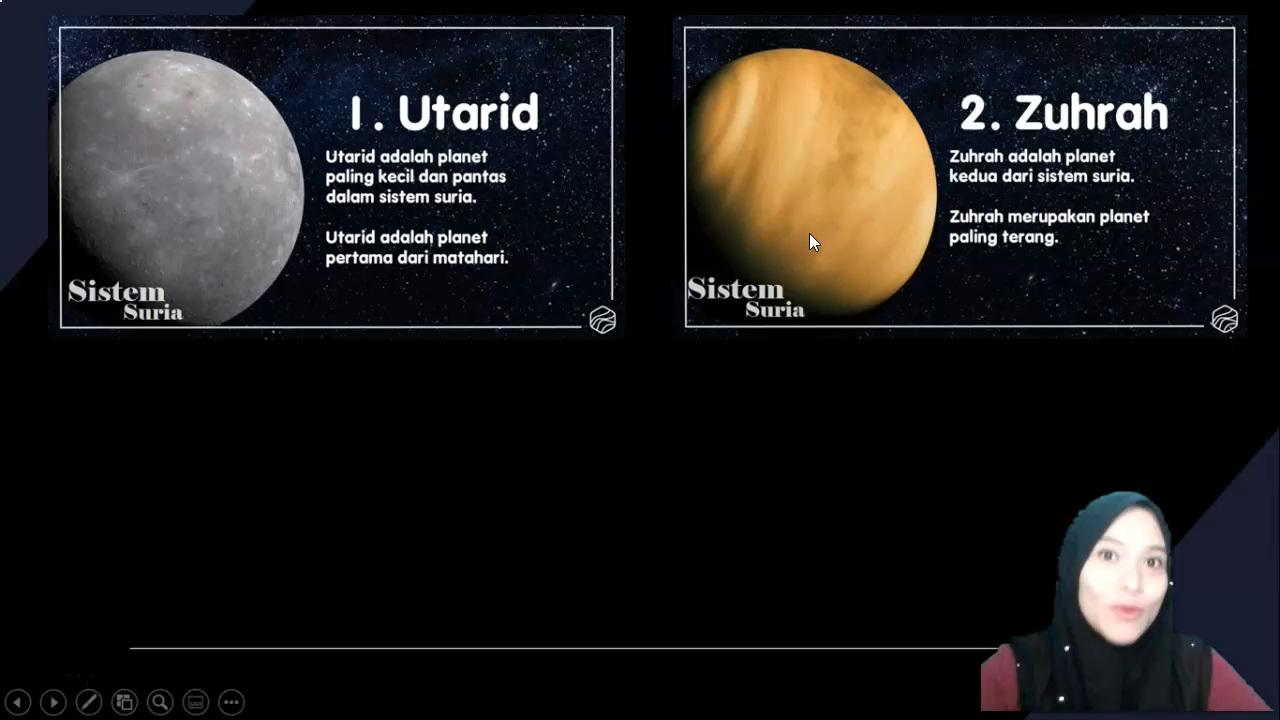 1. Utarid
Utarid adalah planet
paling kecil dan pantas
dalam sistem suria.
Utarid adalah planet
pertama dari matahari.
Sistem
Suria
2. Zuhrah
Zuhrah adalah planet
kedua dari sistem suria.
Zuhrah merupakan planet
paling terang.
Sistem
Suria